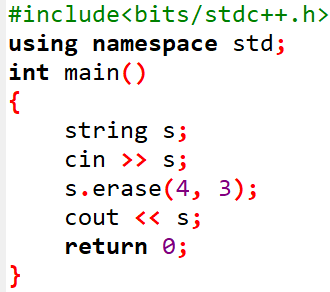 #include<bits/stdc++.h>
using namespace std;
int main()
{
    string s;
    cin >> s;
    s.erase(4, 3);
    cout << s;
    return 0;
}